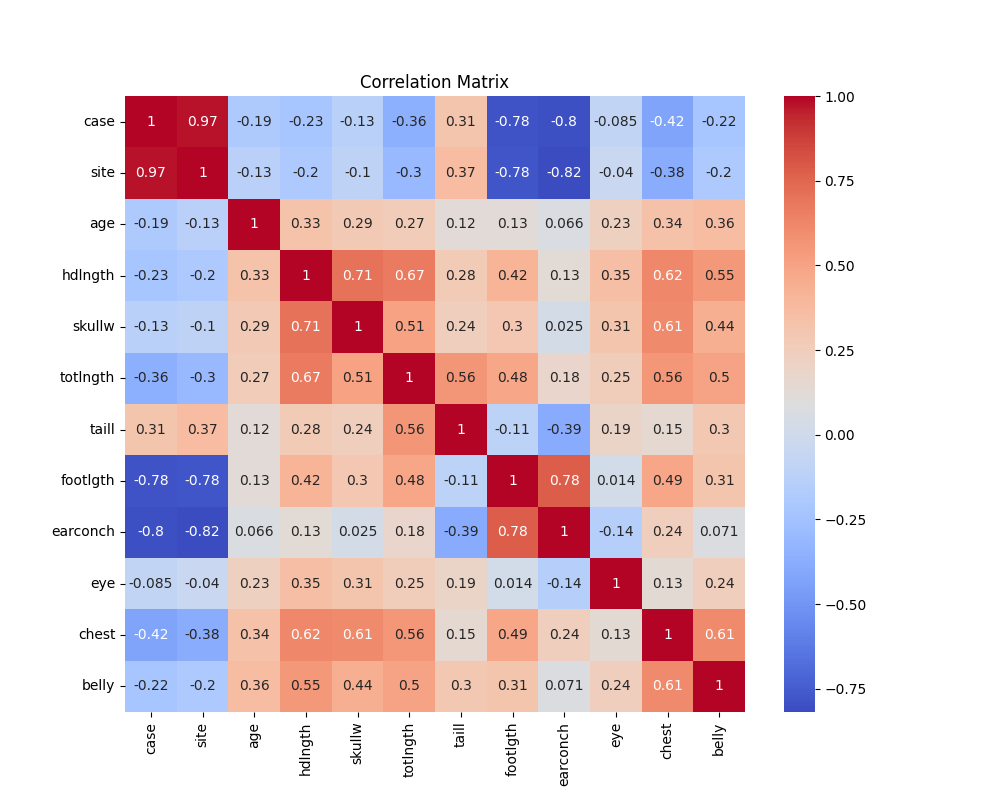 Correlation Matrix
case 1 0.97 -0.19 -0.23 -0.13 -0.36 0.31 -0.78 -0.8 -0.085 -0.42 -0.22
site 0.97 1 -0.13 -0.2 -0.1 -0.3 0.37 -0.78 -0.82 -0.04 -0.38 -0.2
age -0.19 -0.13 1 0.33 0.29 0.27 0.12 0.13 0.066 0.23 0.34 0.36
hdlngth -0.23 -0.2 0.33 1 0.71 0.67 0.28 0.42 0.13 0.35 0.62 0.55
skullw -0.13 -0.1 0.29 0.71 1 0.51 0.24 0.3 0.025 0.31 0.61 0.44
totlngth -0.36 -0.3 0.27 0.67 0.51 1 0.56 0.48 0.18 0.25 0.56 0.5
taill 0.31 0.37 0.12 0.28 0.24 0.56 1 -0.11 -0.39 0.19 0.15 0.3
footlgth -0.78 -0.78 0.13 0.42 0.3 0.48 -0.11 1 0.78 0.014 0.49 0.31
earconch -0.8 -0.82 0.066 0.13 0.025 0.18 -0.39 0.78 1 -0.14 0.24 0.071
eye -0.085 -0.04 0.23 0.35 0.31 0.25 0.19 0.014 -0.14 1 0.13 0.24
chest -0.42 -0.38 0.34 0.62 0.61 0.56 0.15 0.49 0.24 0.13 1 0.61
belly -0.22 -0.2 0.36 0.55 0.44 0.5 0.3 0.31 0.071 0.24 0.61 1
case site age hdlngth skullw totlngth taill footlgth earconch eye chest belly
1.00
0.75
0.50
0.25
0.00
−0.25
−0.50
−0.75